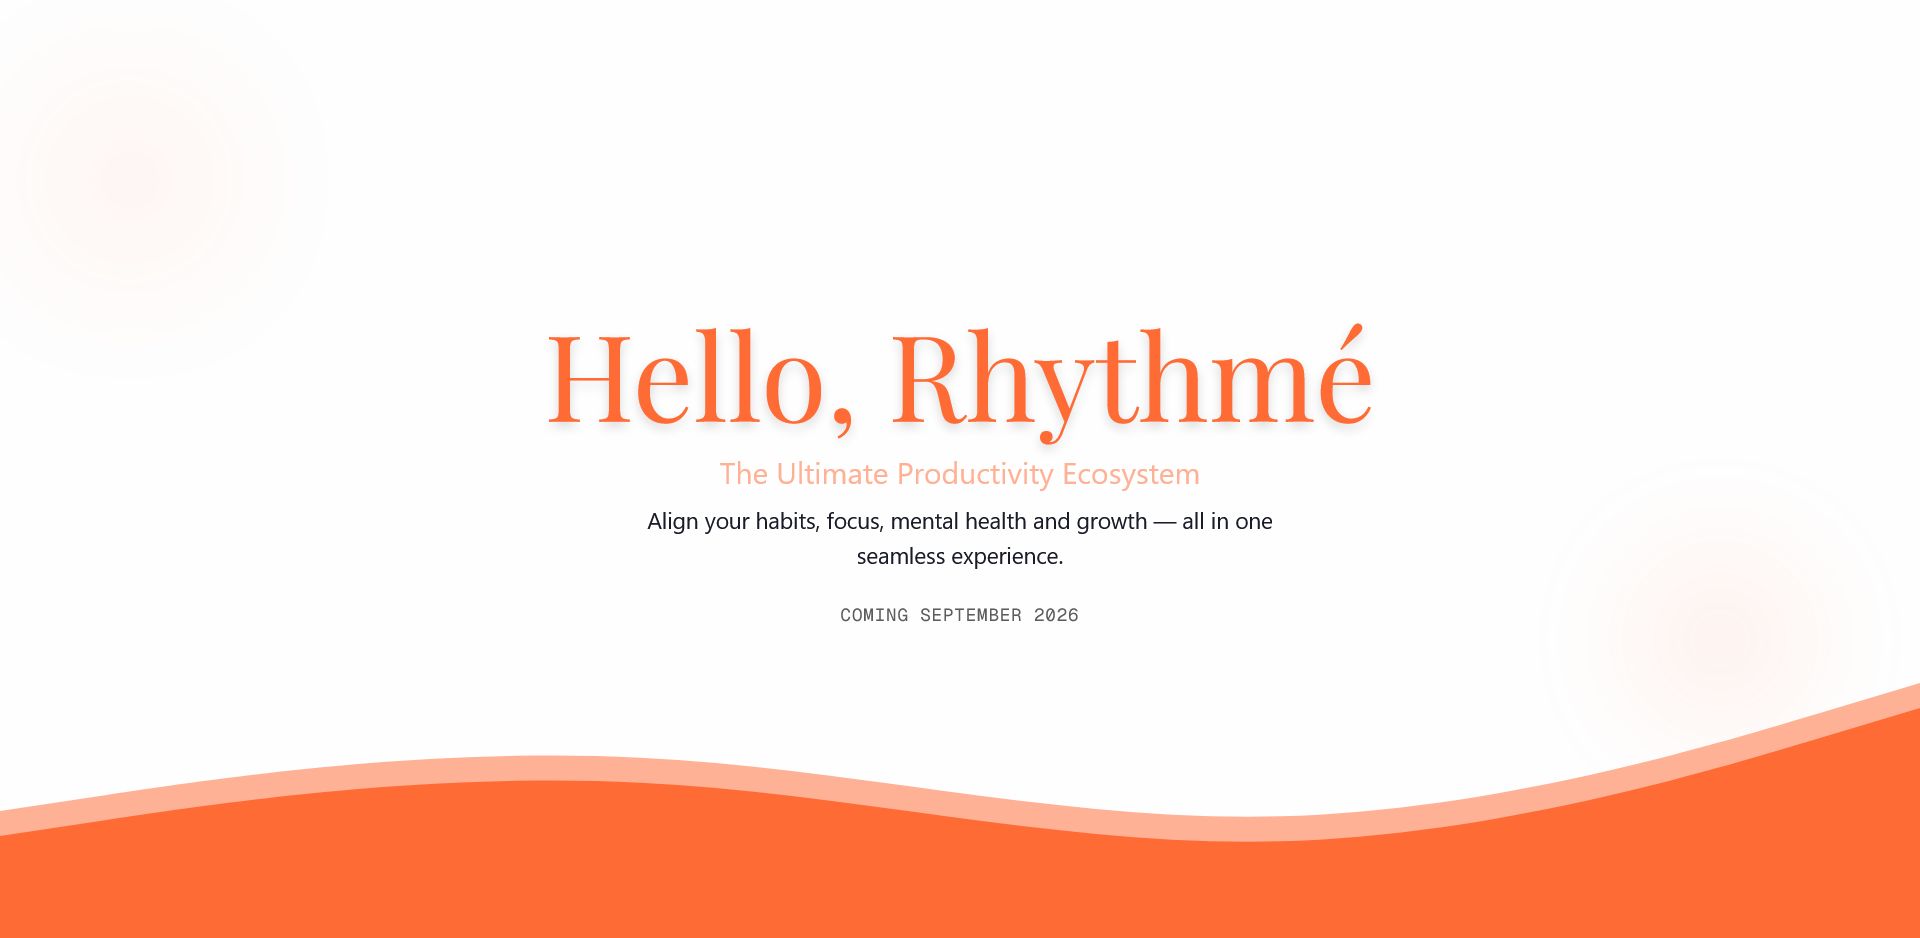 Hello, Rhythmé
The Ultimate Productivity Ecosystem
Align your habits, focus, mental health and growth — all in one
seamless experience.
COMING SEPTEMBER 2026